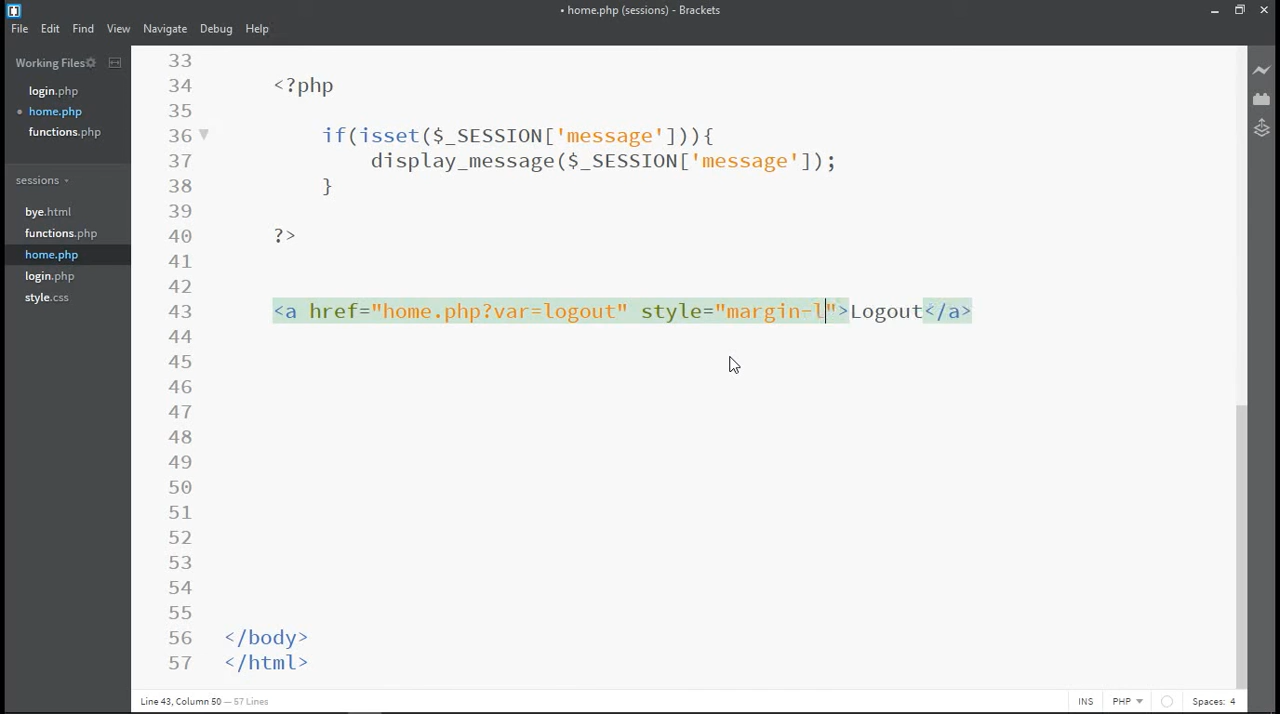 • home.php (sessions) - Brackets
File Edit Find View Navigate Debug Help
Working Files
login.php
• home.php
functions.php
sessions
bye.html
functions.php
home.php
login.php
style.css
33
34 <?php
35
36 if(isset($_SESSION['message'])){
37 display_message($_SESSION['message']);
38 }
39
40 ?>
41
42
43 <a href="home.php?var=logout" style="margin-l">Logout</a>
44
45
46
47
48
49
50
51
52
53
54
55
56 </body>
57 </html>
Line 43, Column 50 — 57 Lines INS PHP Spaces: 4